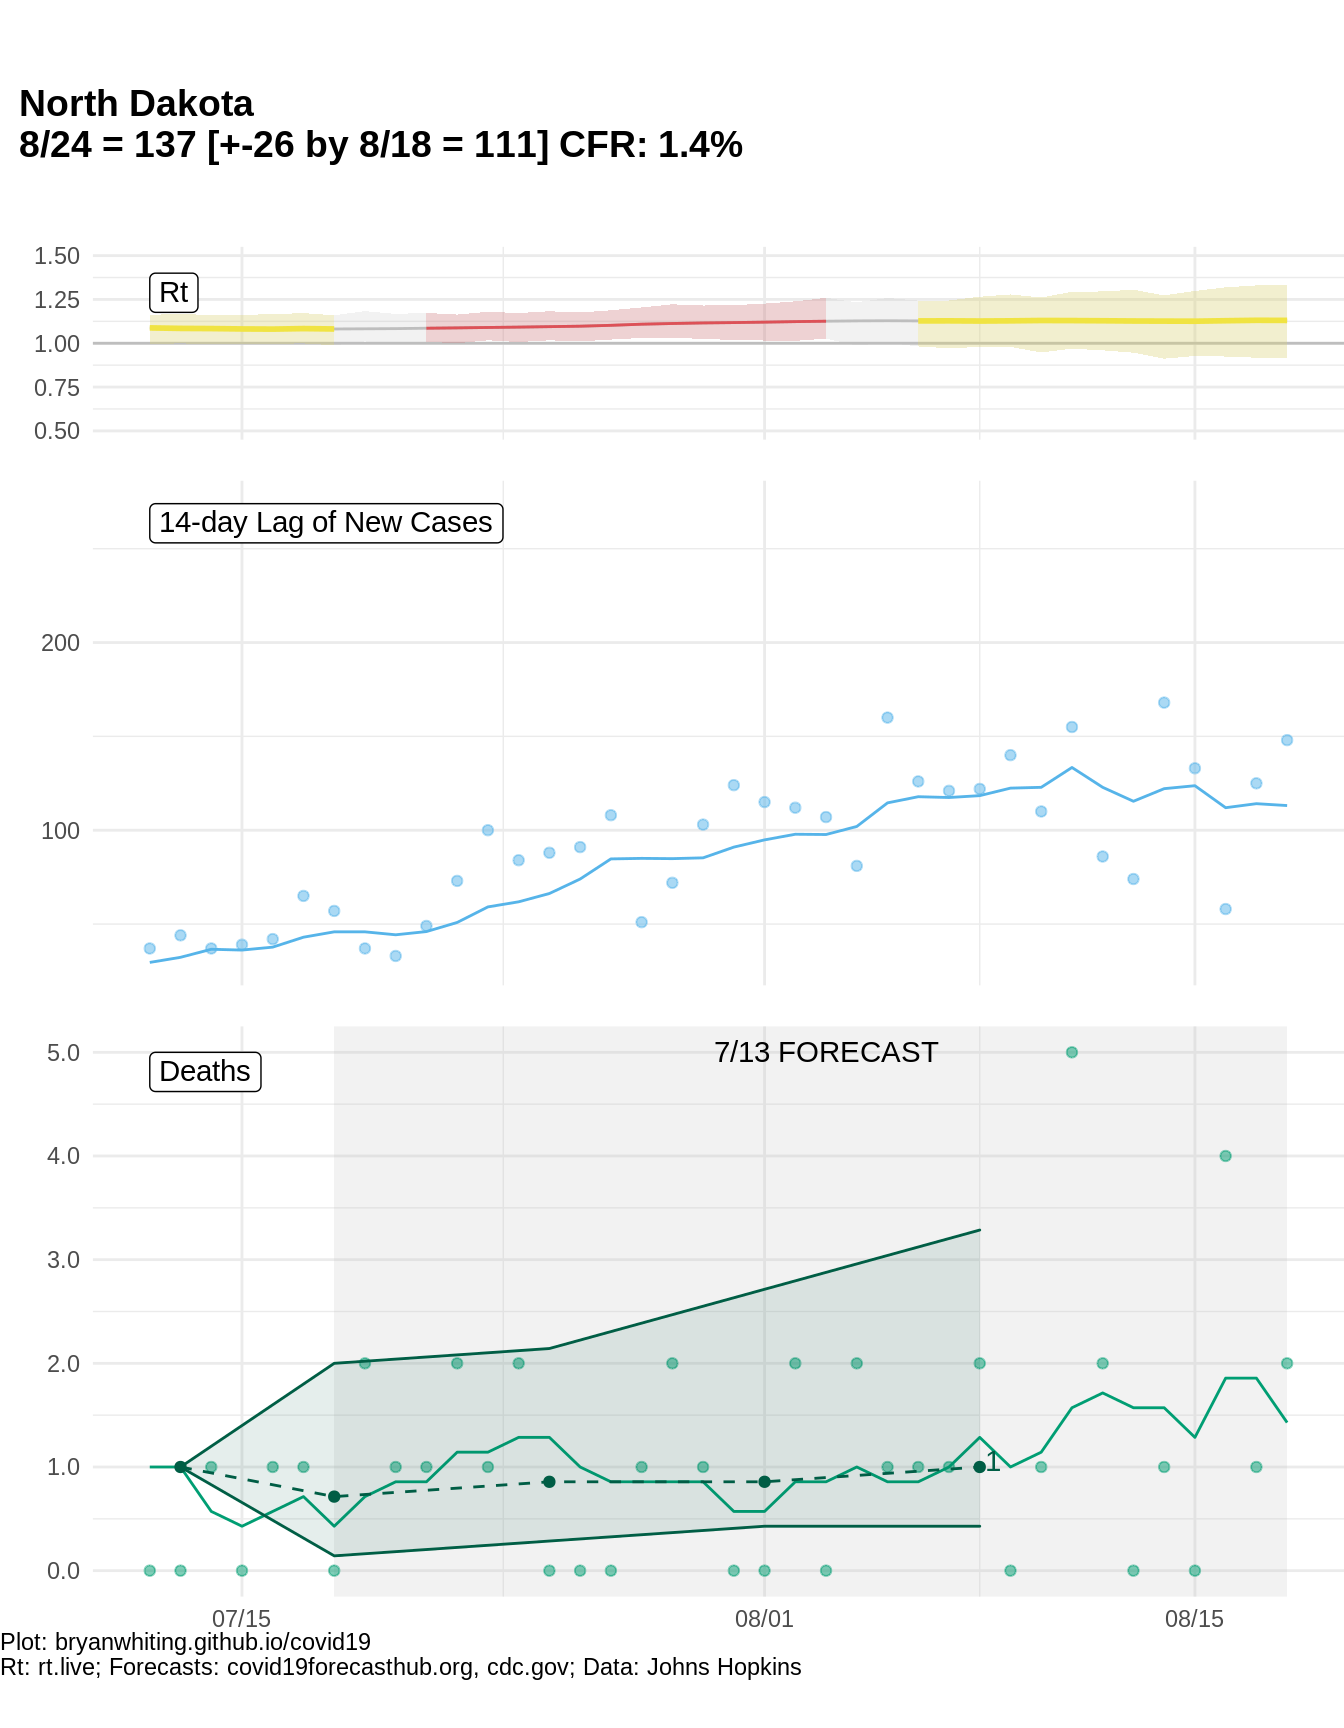 North Dakota
8/24 = 137 [+-26 by 8/18 = 111] CFR: 1.4%
1.50
1.25
1.00
0.75
0.50
Rt
14-day Lag of New Cases
200
100
7/13 FORECAST
Deaths
5.0
4.0
3.0
2.0
1.0
0.0
1
07/15
08/01
08/15
Plot: bryanwhiting.github.io/covid19
Rt: rt.live; Forecasts: covid19forecasthub.org, cdc.gov; Data: Johns Hopkins